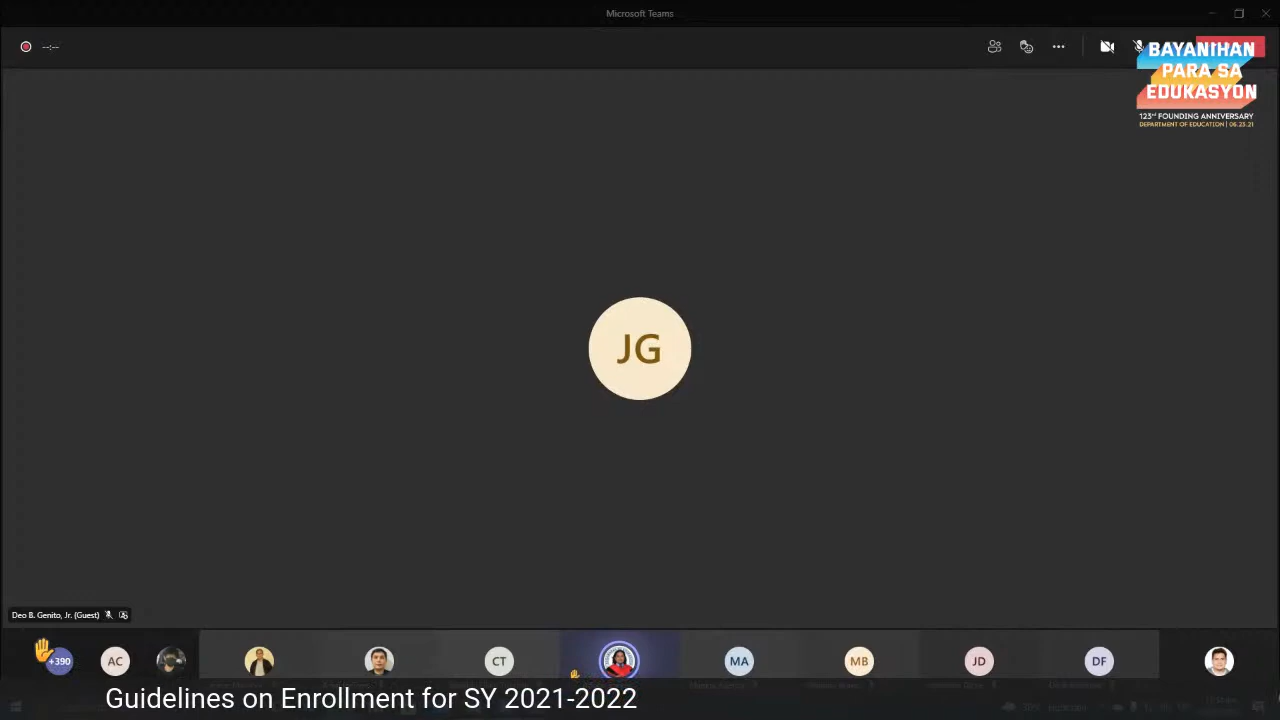 Microsoft Teams
--:--
BAYANIHAN
PARA SA
EDUKASYON
123rd FOUNDING ANNIVERSARY
DEPARTMENT OF EDUCATION | 06.23.21
JG
Deo B. Genito, Jr. (Guest)
+390
AC
CT
MA
MB
JD
DF
Guidelines on Enrollment for SY 2021-2022